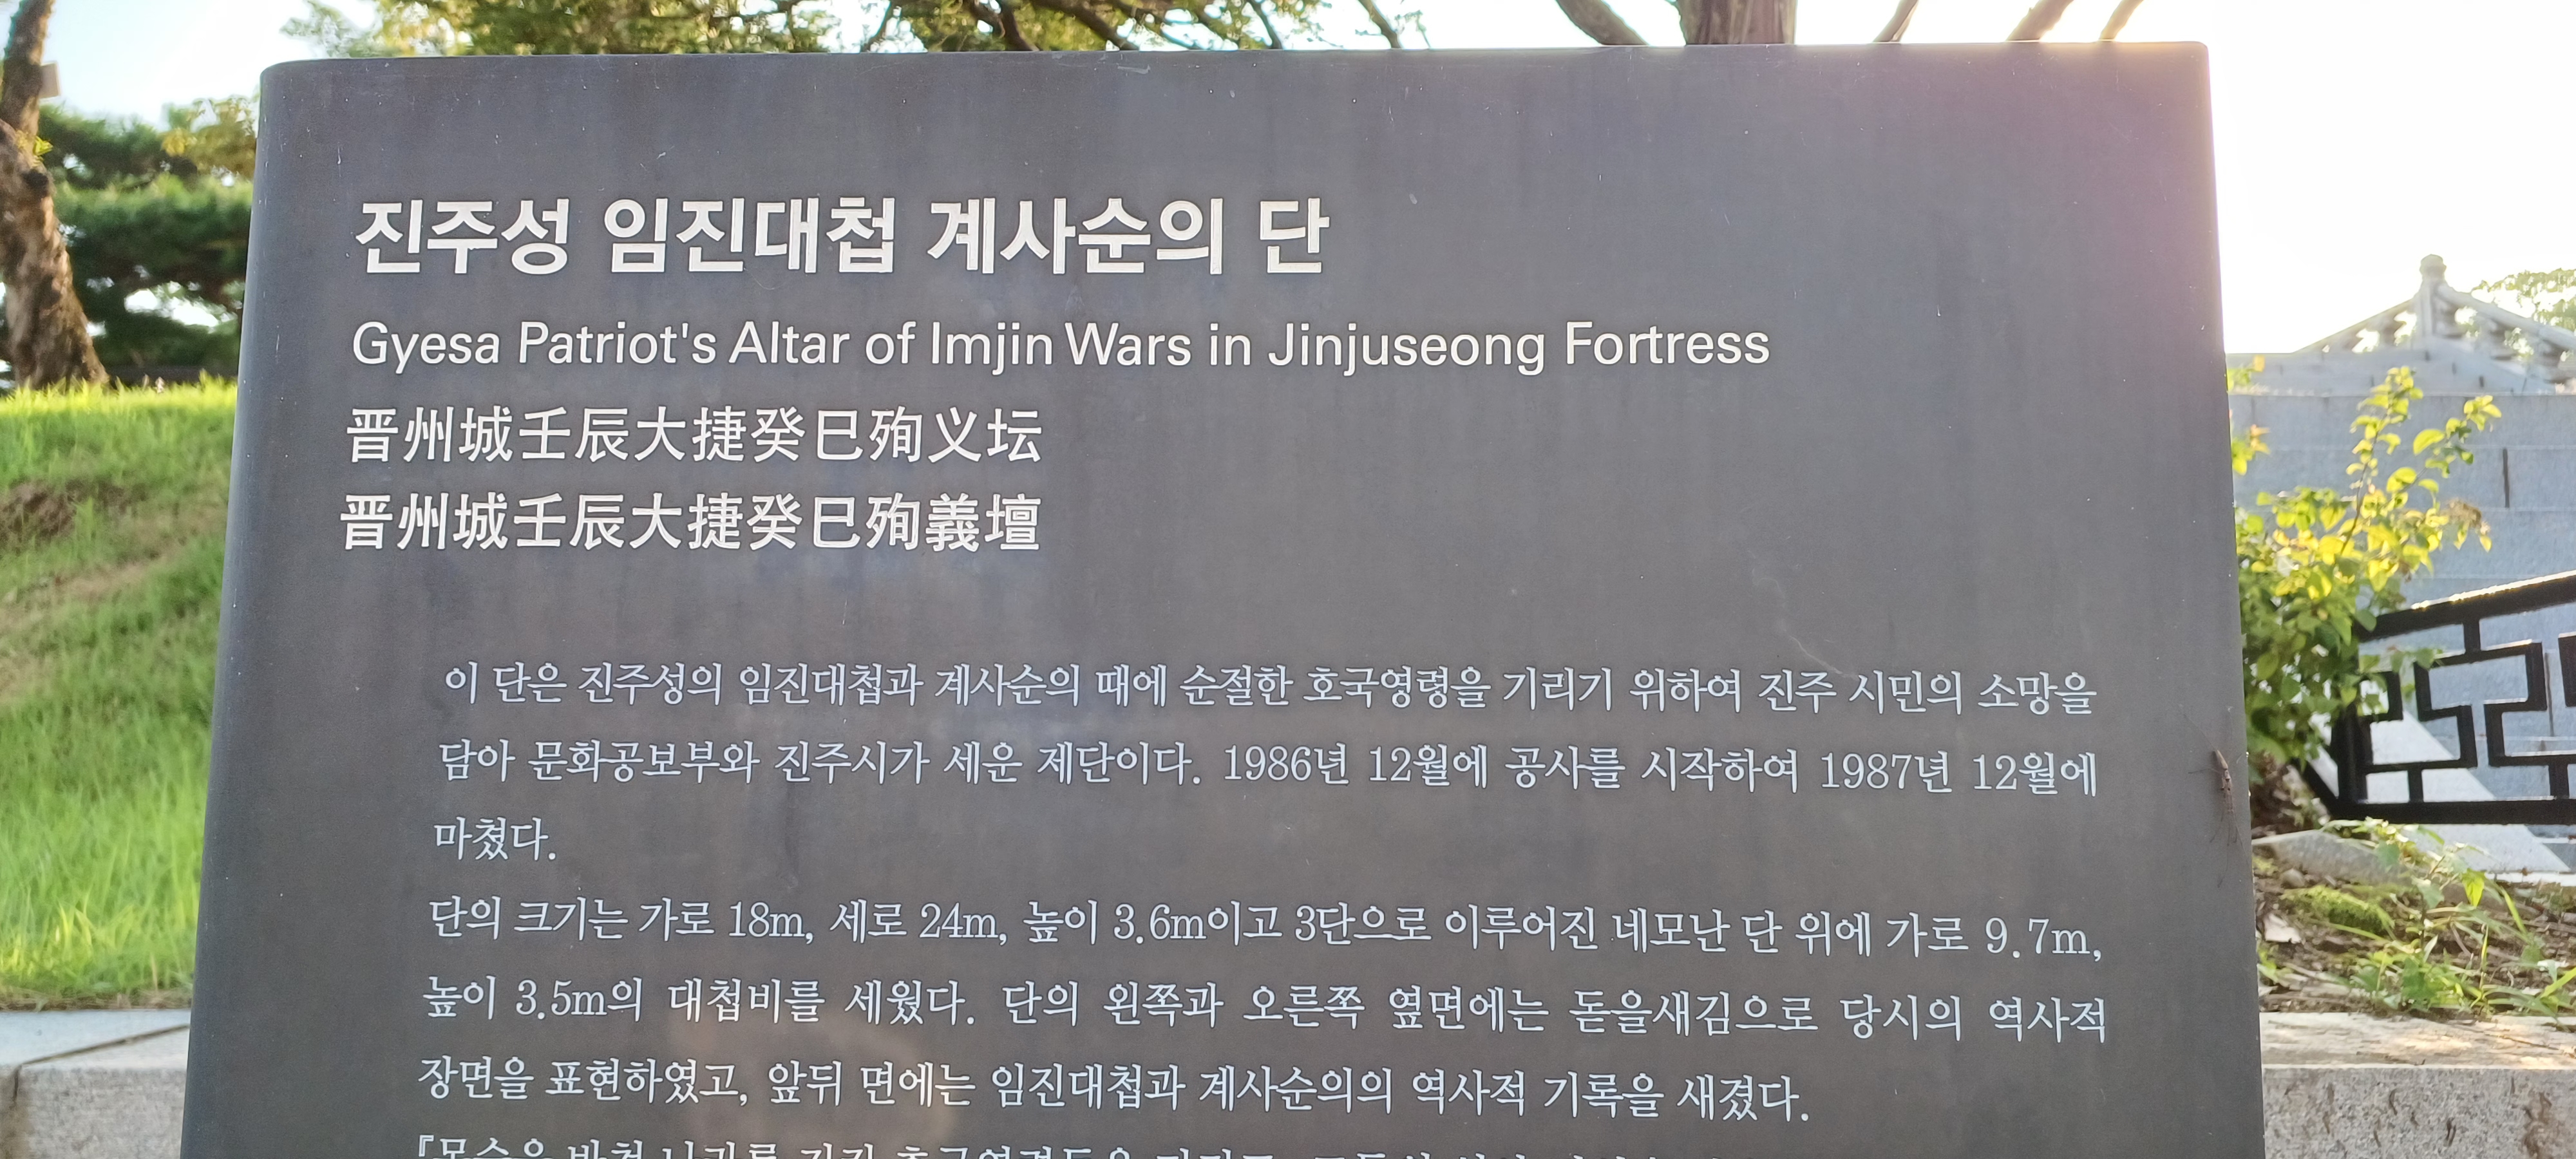 진주성 임진대첩 계사순의 단
Gyesa Patriot's Altar of Imjin Wars in Jinjuseong Fortress
晋州城壬辰大捷癸巳殉义坛
晋州城壬辰大捷癸巳殉義壇
이 단은 진주성의 임진대첩과 계사순의 때에 순절한 호국영령을 기리기 위하여 진주 시민의 소망을
담아 문화공보부와 진주시가 세운 제단이다. 1986년 12월에 공사를 시작하여 1987년 12월에
마쳤다.
단의 크기는 가로 18m, 세로 24m, 높이 3.6m이고 3단으로 이루어진 네모난 단 위에 가로 9.7m,
높이 3.5m의 대첩비를 세웠다. 단의 왼쪽과 오른쪽 옆면에는 돋을새김으로 당시의 역사적
장면을 표현하였고, 앞뒤 면에는 임진대첩과 계사순의의 역사적 기록을 새겼다.